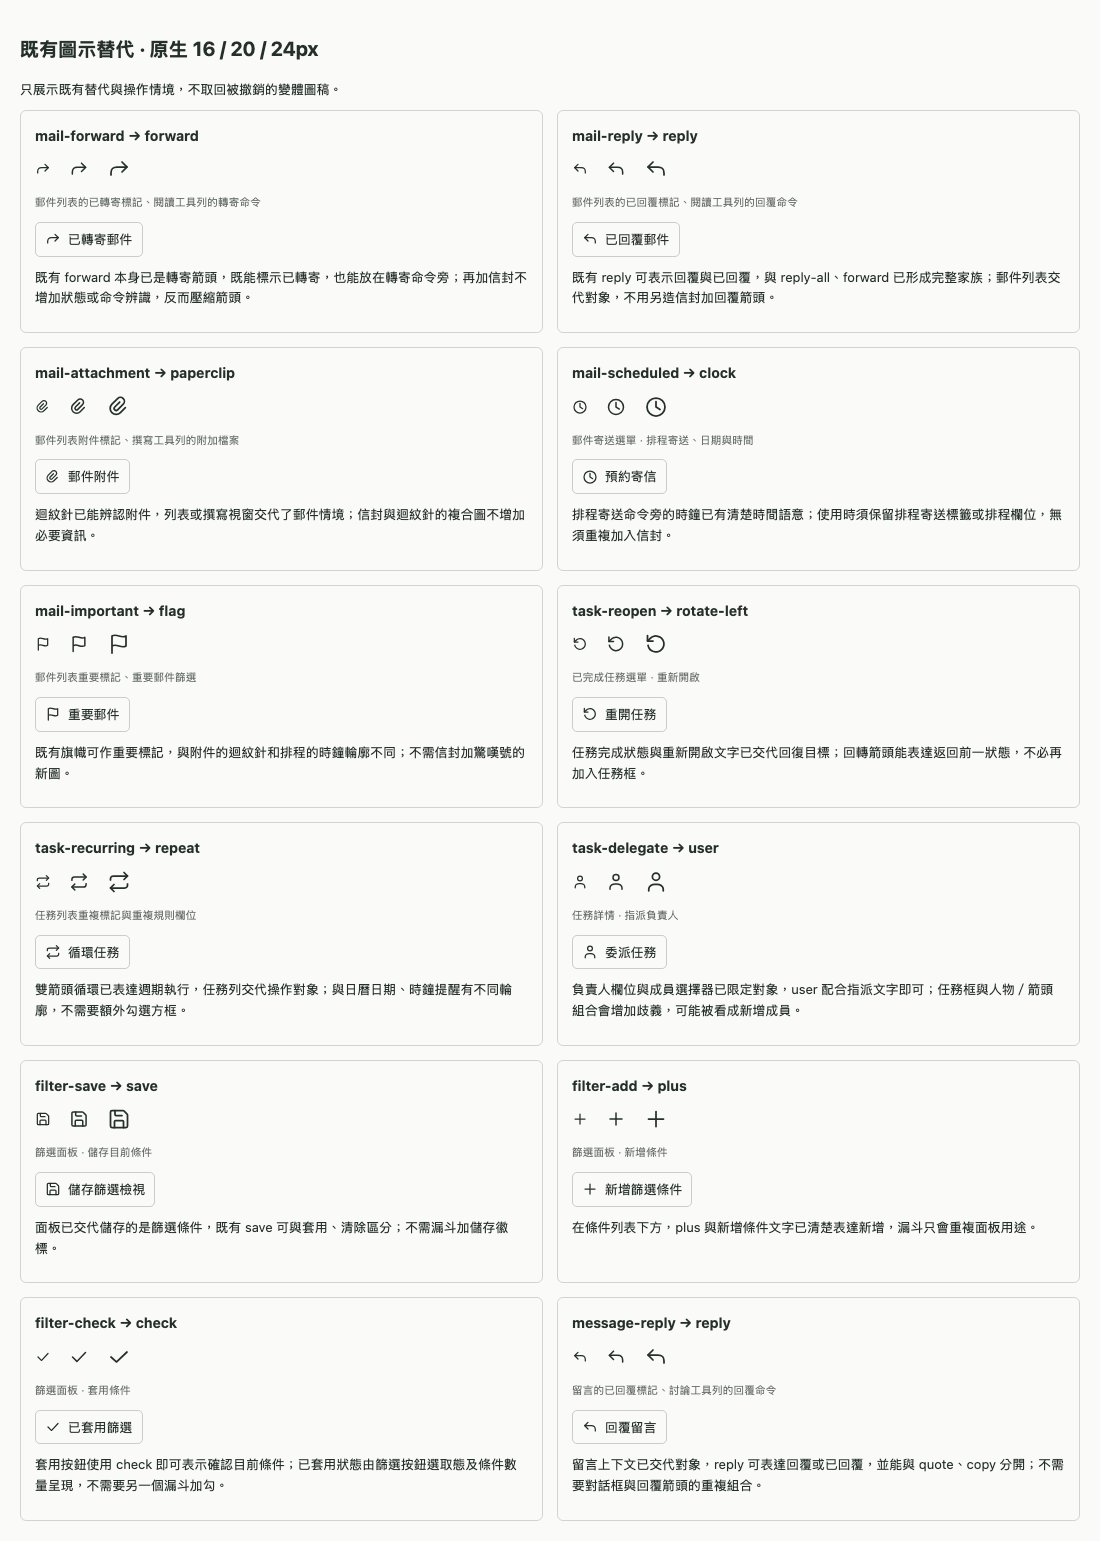 既有圖示替代 · 原生 16 / 20 / 24px
只展示既有替代與操作情境，不取回被撤銷的變體圖稿。
mail-forward → forward
郵件列表的已轉寄標記、閱讀工具列的轉寄命令
已轉寄郵件
既有 forward 本身已是轉寄箭頭，既能標示已轉寄，也能放在轉寄命令旁；再加信封不
增加狀態或命令辨識，反而壓縮箭頭。
mail-reply → reply
郵件列表的已回覆標記、閱讀工具列的回覆命令
已回覆郵件
既有 reply 可表示回覆與已回覆，與 reply-all、forward 已形成完整家族；郵件列表交
代對象，不用另造信封加回覆箭頭。
mail-attachment → paperclip
郵件列表附件標記、撰寫工具列的附加檔案
郵件附件
迴紋針已能辨認附件，列表或撰寫視窗交代了郵件情境；信封與迴紋針的複合圖不增加
必要資訊。
mail-scheduled → clock
郵件寄送選單 · 排程寄送、日期與時間
預約寄信
排程寄送命令旁的時鐘已有清楚時間語意；使用時須保留排程寄送標籤或排程欄位，無
須重複加入信封。
mail-important → flag
郵件列表重要標記、重要郵件篩選
重要郵件
既有旗幟可作重要標記，與附件的迴紋針和排程的時鐘輪廓不同；不需信封加驚嘆號的
新圖。
task-reopen → rotate-left
已完成任務選單 · 重新開啟
重開任務
任務完成狀態與重新開啟文字已交代回復目標；回轉箭頭能表達返回前一狀態，不必再
加入任務框。
task-recurring → repeat
任務列表重複標記與重複規則欄位
循環任務
雙箭頭循環已表達週期執行，任務列交代操作對象；與日曆日期、時鐘提醒有不同輪
廓，不需要額外勾選方框。
task-delegate → user
任務詳情 · 指派負責人
委派任務
負責人欄位與成員選擇器已限定對象，user 配合指派文字即可；任務框與人物 / 箭頭
組合會增加歧義，可能被看成新增成員。
filter-save → save
篩選面板 · 儲存目前條件
儲存篩選檢視
面板已交代儲存的是篩選條件，既有 save 可與套用、清除區分；不需漏斗加儲存徽
標。
filter-add → plus
篩選面板 · 新增條件
新增篩選條件
在條件列表下方，plus 與新增條件文字已清楚表達新增，漏斗只會重複面板用途。
filter-check → check
篩選面板 · 套用條件
已套用篩選
套用按鈕使用 check 即可表示確認目前條件；已套用狀態由篩選按鈕選取態及條件數
量呈現，不需要另一個漏斗加勾。
message-reply → reply
留言的已回覆標記、討論工具列的回覆命令
回覆留言
留言上下文已交代對象，reply 可表達回覆或已回覆，並能與 quote、copy 分開；不需
要對話框與回覆箭頭的重複組合。